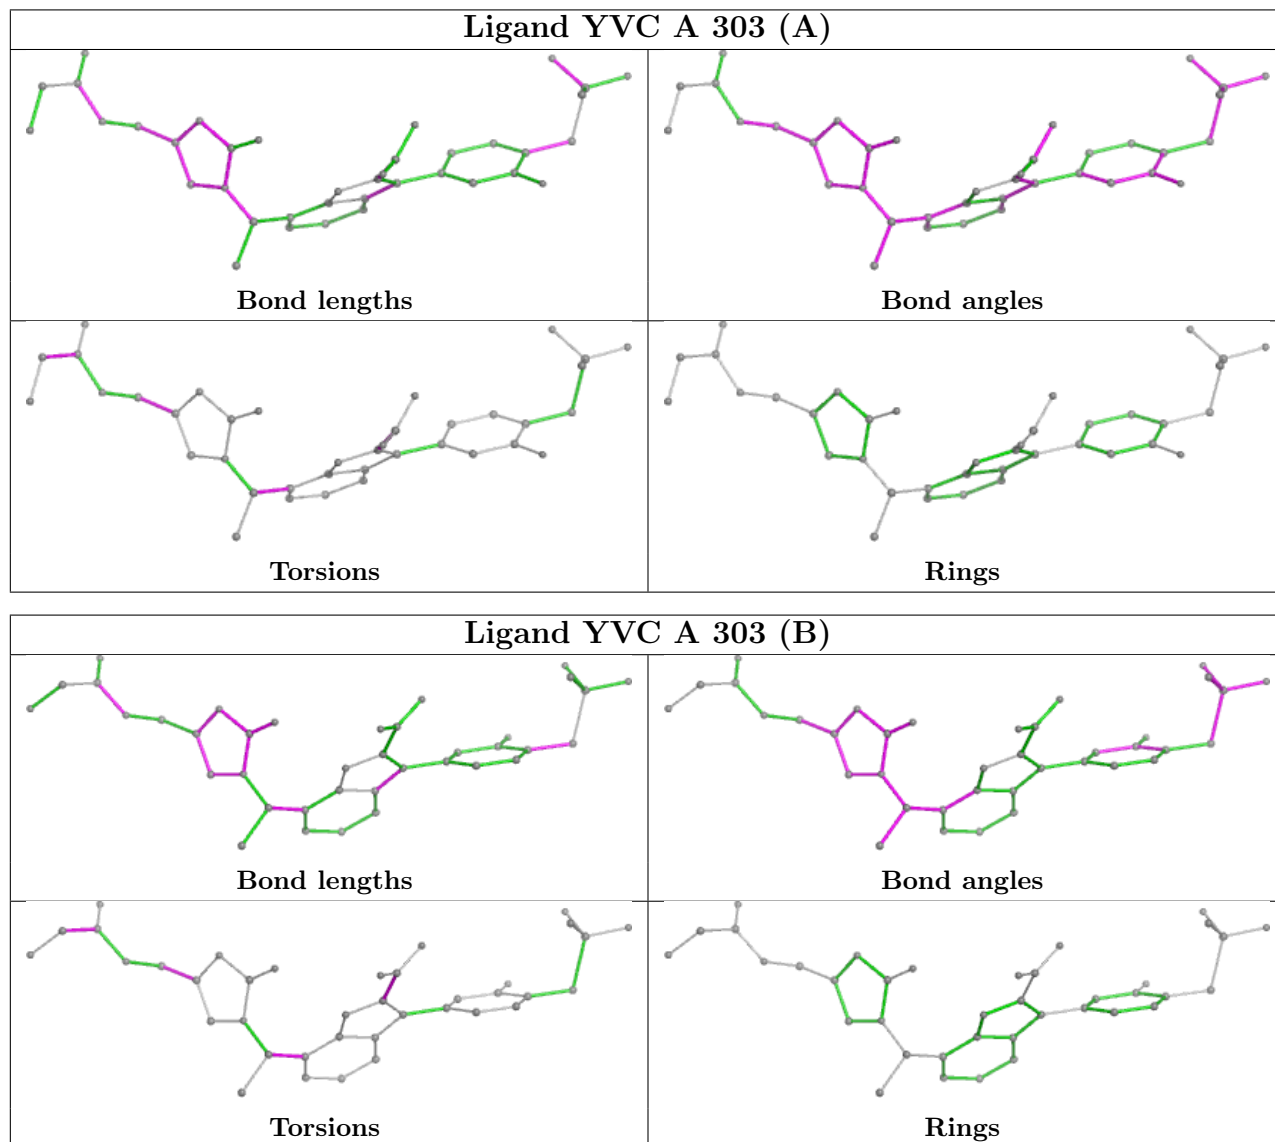 Ligand YVC A 303 (A)
Bond lengths
Bond angles
Torsions
Rings
Ligand YVC A 303 (B)
Bond lengths
Bond angles
Torsions
Rings